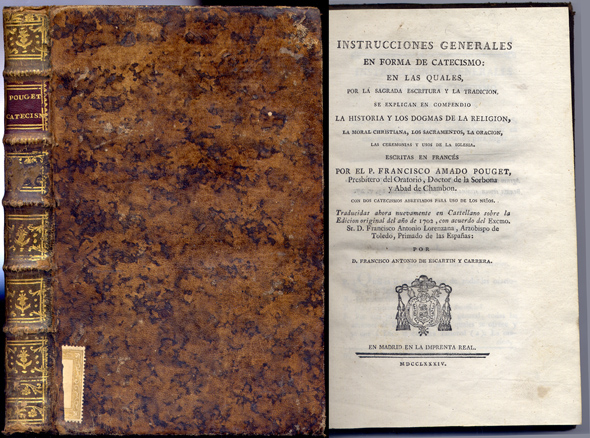 POUGET
CATECISM
INSTRUCCIONES GENERALES
EN FORMA DE CATECISMO:
EN LAS QUALES,
POR LA SAGRADA ESCRITURA Y LA TRADICION,
SE EXPLICAN EN COMPENDIO
LA HISTORIA Y LOS DOGMAS DE LA RELIGION,
LA MORAL CHRISTIANA, LOS SACRAMENTOS, LA ORACION,
LAS CEREMONIAS Y USOS DE LA IGLESIA.
ESCRITAS EN FRANCÉS
POR EL P. FRANCISCO AMADO POUGET,
Presbítero del Oratorio, Doctor de la Sorbona
y Abad de Chambon.
CON DOS CATECISMOS ABREVIADOS PARA USO DE LOS NIÑOS.
Traducidas ahora nuevamente en Castellano sobre la
Edicion original del año de 1702, con acuerdo del Excmo.
Sr. D. Francisco Antonio Lorenzana, Arzobispo de
Toledo, Primado de las Españas:
POR
D. FRANCISCO ANTONIO DE ESCARTIN Y CARRERA.
EN MADRID EN LA IMPRENTA REAL.
MDCCLXXXIV.